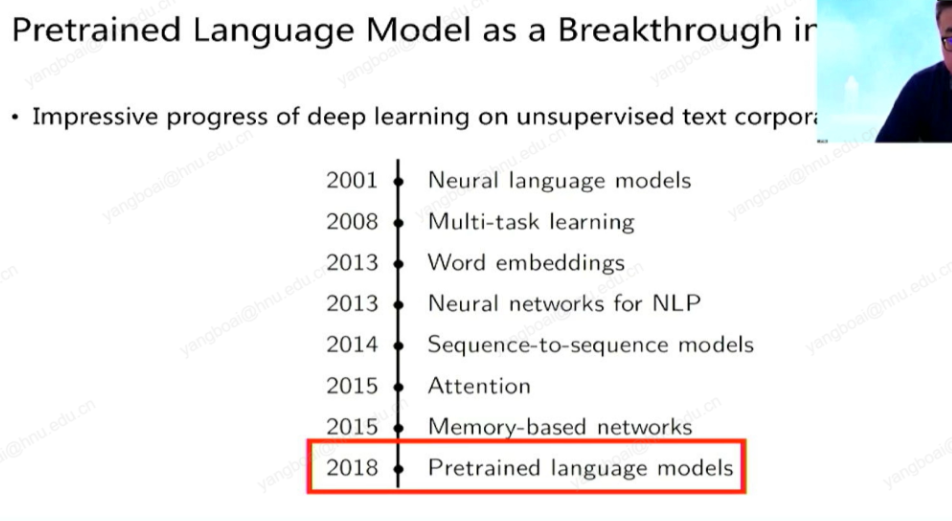 Pretrained Language Model as a Breakthrough in
• Impressive progress of deep learning on unsupervised text corpora
2001 Neural language models
2008 Multi-task learning
2013 Word embeddings
2013 Neural networks for NLP
2014 Sequence-to-sequence models
2015 Attention
2015 Memory-based networks
2018 Pretrained language models
yangboai@hnu.edu.cn